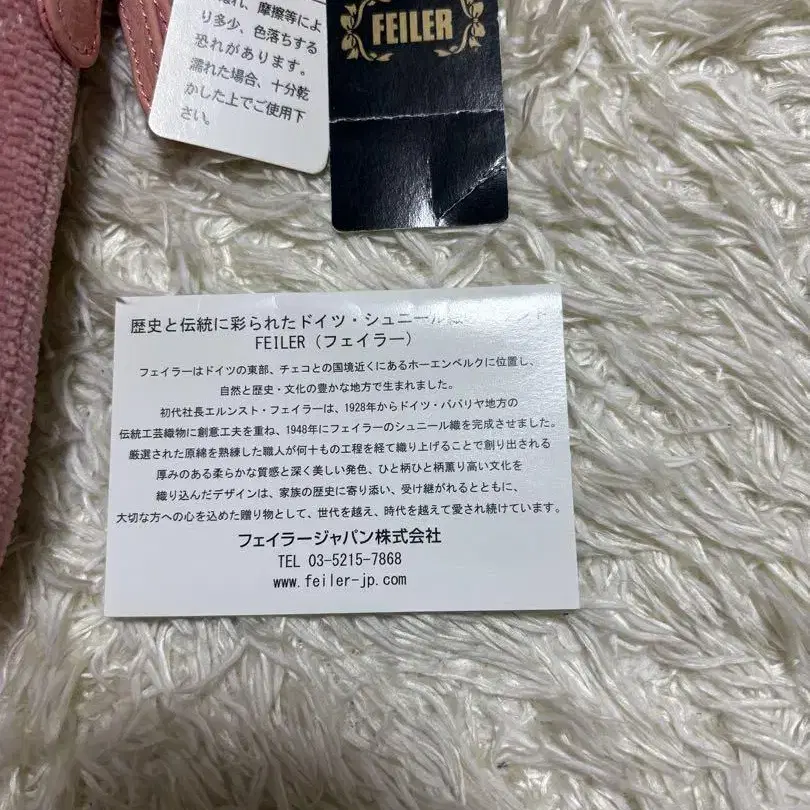 り多少、色落ちする
恐れがあります。
濡れた場合、十分乾
かした上でご使用下
さい。
FEILER
歴史と伝統に彩られたドイツ・シュニール
FEILER（フェイラー）
フェイラーはドイツの東部、チェコとの国境近くにあるホーエンベルクに位置し、
自然と歴史・文化の豊かな地方で生まれました。
初代社長エルンスト・フェイラーは、1928年からドイツ・ババリヤ地方の
伝統工芸織物に創意工夫を重ね、1948年にフェイラーのシュニール織を完成させました。
厳選された原綿を熟練した職人が何十もの工程を経て織り上げることで創り出される
厚みのある柔らかな質感と深く美しい発色、ひと柄ひと柄薫り高い文化を
織り込んだデザインは、家族の歴史に寄り添い、受け継がれるとともに、
大切な方への心を込めた贈り物として、世代を越え、時代を越えて愛され続けています。
フェイラージャパン株式会社
TEL 03-5215-7868
www.feiler-jp.com